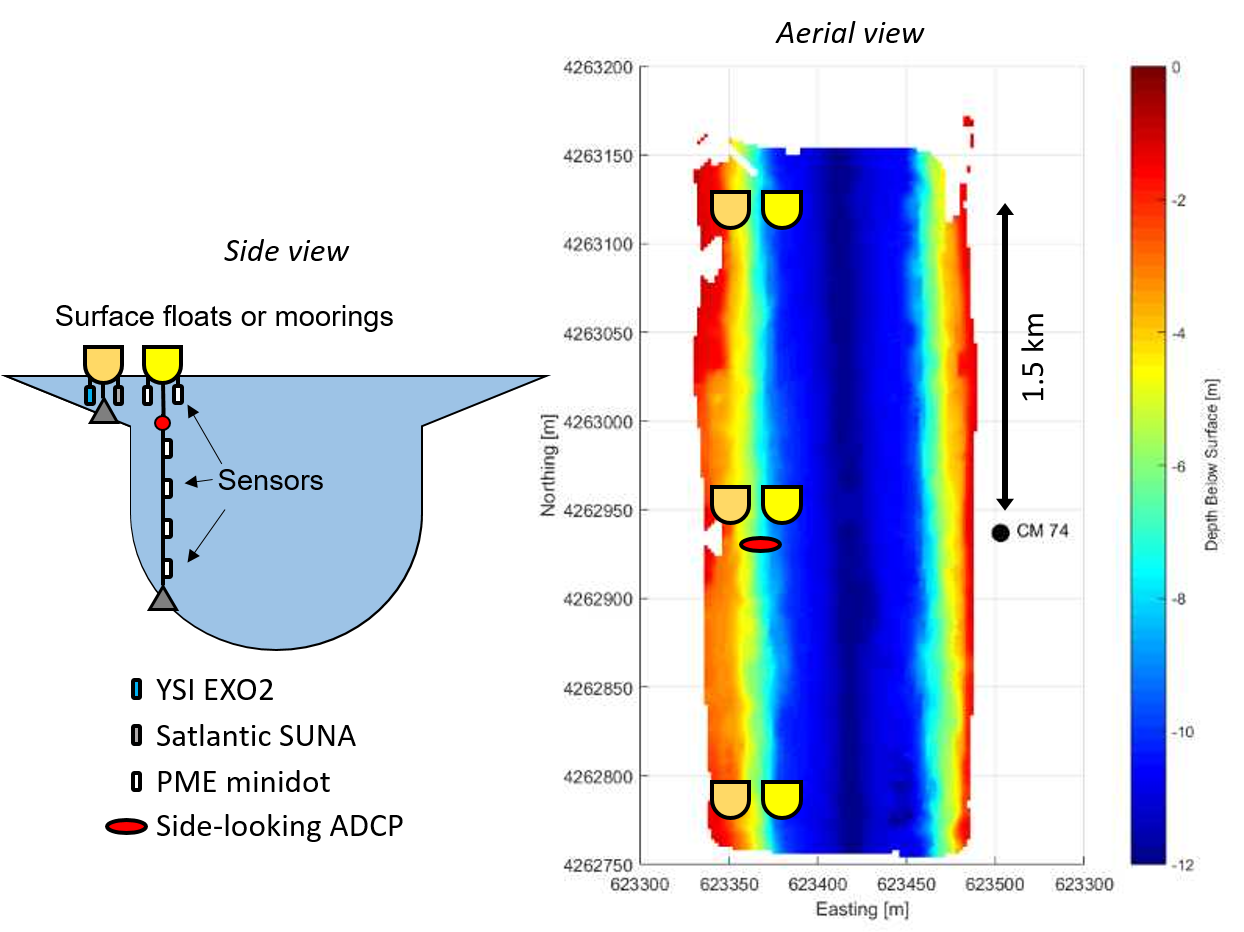 Side view
Surface floats or moorings
Sensors
YSI EXO2
Satlantic SUNA
PME minidot
Side-looking ADCP
Aerial view
4263200
4263150
4263100
4263050
4263000
4262950
4262900
4262850
4262800
4262750
Northing [m]
623300 623350 623400 623450 623500 623300
Easting [m]
1.5 km
CM 74
0
-2
-4
-6
-8
-10
-12
Depth Below Surface [m]